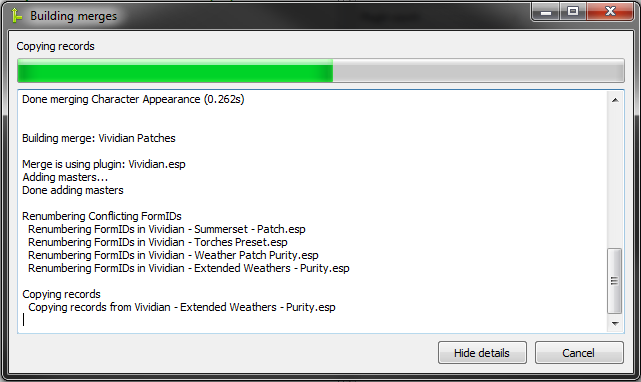 Building merges
Copying records
Done merging Character Appearance (0.262s)
Building merge: Vividian Patches
Merge is using plugin: Vividian.esp
Adding masters...
Done adding masters
Renumbering Conflicting FormIDs
Renumbering FormIDs in Vividian - Summerset - Patch.esp
Renumbering FormIDs in Vividian - Torches Preset.esp
Renumbering FormIDs in Vividian - Weather Patch Purity.esp
Renumbering FormIDs in Vividian - Extended Weathers - Purity.esp
Copying records
Copying records from Vividian - Extended Weathers - Purity.esp
Hide details
Cancel